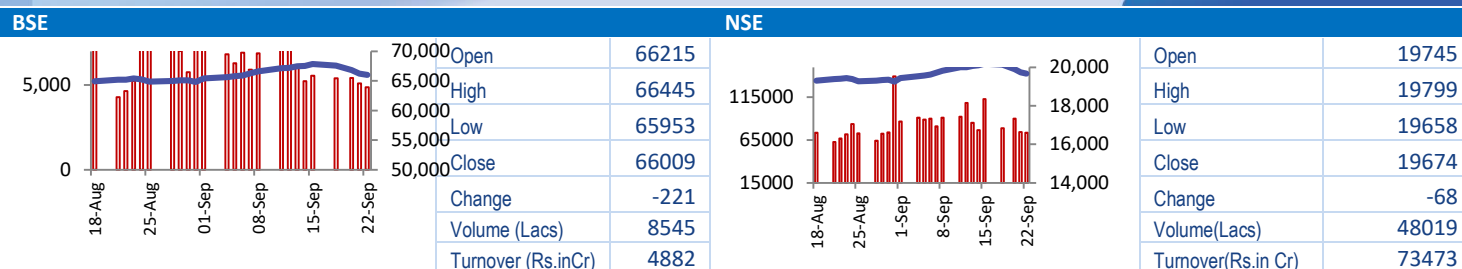 BSE
NSE
5,000
0
70,000
65,000
60,000
55,000
50,000
18-Aug
25-Aug
01-Sep
08-Sep
15-Sep
22-Sep
Open 66215
High 66445
Low 65953
Close 66009
Change -221
Volume (Lacs) 8545
Turnover (Rs.inCr) 4882
115000
65000
15000
20,000
18,000
16,000
14,000
18-Aug
25-Aug
1-Sep
8-Sep
15-Sep
22-Sep
Open 19745
High 19799
Low 19658
Close 19674
Change -68
Volume(Lacs) 48019
Turnover(Rs.in Cr) 73473